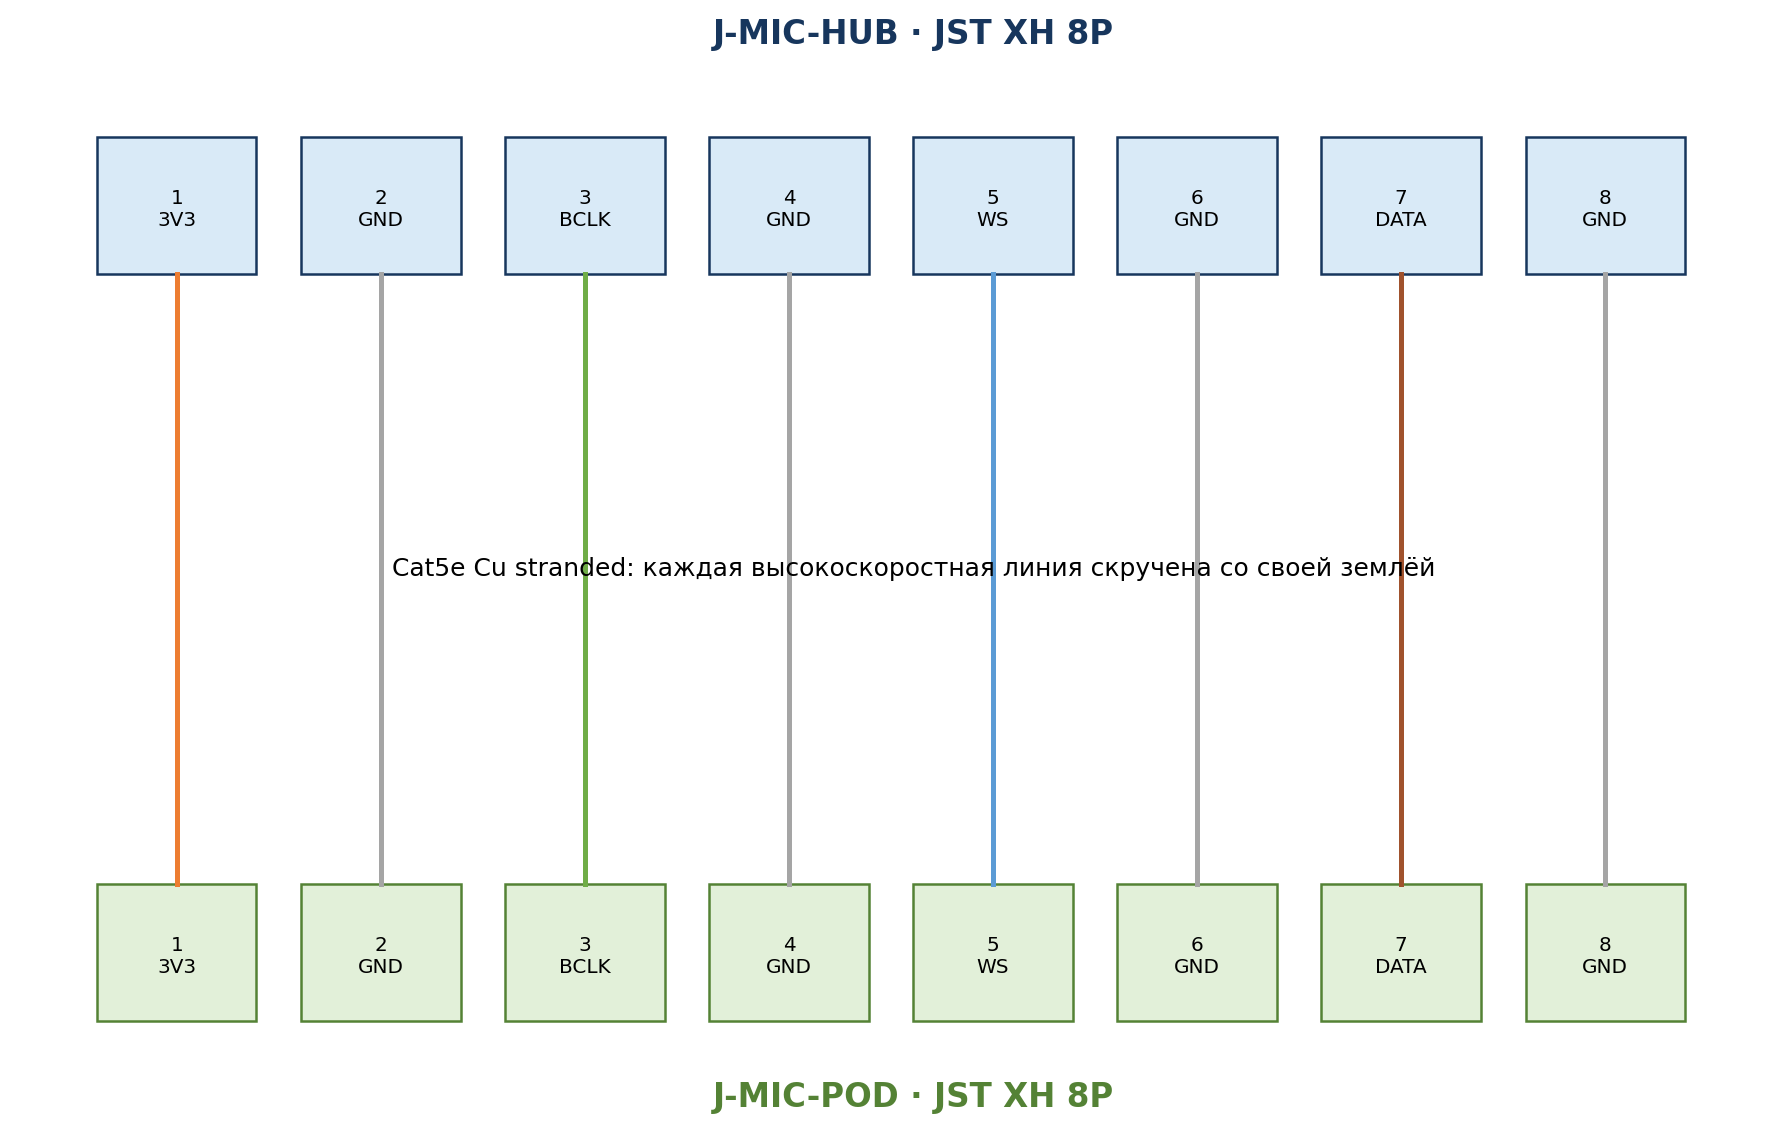 J-MIC-HUB · JST XH 8P
1
3V3
2
GND
3
BCLK
4
GND
5
WS
6
GND
7
DATA
8
GND
Cat5e Cu stranded: каждая высокоскоростная линия скручена со своей землёй
1
3V3
2
GND
3
BCLK
4
GND
5
WS
6
GND
7
DATA
8
GND
J-MIC-POD · JST XH 8P